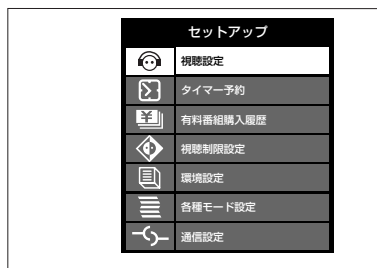 セットアップ
視聴設定
タイマー予約
有料番組購入履歴
視聴制限設定
環境設定
各種モード設定
通信設定